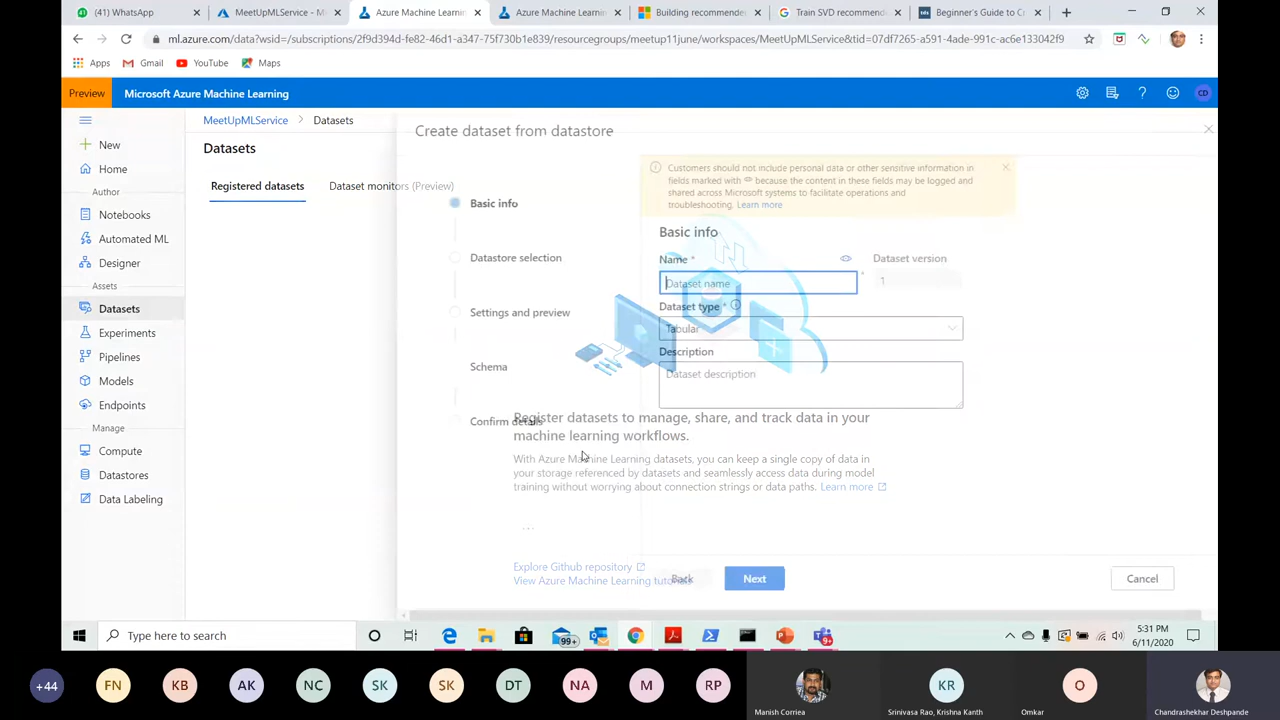 (41) WhatsApp
MeetUpMLService - M
Azure Machine Learnin
Azure Machine Learnin
Building recommende
Train SVD recommend
Beginner's Guide to C
ml.azure.com/data?wsid=/subscriptions/2f9d394d-fe82-46d1-a347-75f730b1e839/resourcegroups/meetup11june/workspaces/MeetUpMLService&tid=07df7265-a591-4ade-991c-ac6e133042f9
Apps
Gmail
YouTube
Maps
Preview
Microsoft Azure Machine Learning
CD
New
Home
Author
Notebooks
Automated ML
Designer
Assets
Datasets
Experiments
Pipelines
Models
Endpoints
Manage
Compute
Datastores
Data Labeling
MeetUpMLService > Datasets
Datasets
Registered datasets
Dataset monitors (Preview)
Create dataset from datastore
Basic info
Datastore selection
Settings and preview
Schema
Confirm details
Customers should not include personal data or other sensitive information in
fields marked with because the content in these fields may be logged and
shared across Microsoft systems to facilitate operations and
troubleshooting. Learn more
Basic info
Name *
Dataset version
Dataset name
1
Dataset type *
Tabular
Description
Dataset description
Register datasets to manage, share, and track data in your
machine learning workflows.
With Azure Machine Learning datasets, you can keep a single copy of data in
your storage referenced by datasets and seamlessly access data during model
training without worrying about connection strings or data paths. Learn more
...
Explore Github repository
View Azure Machine Learning tutorials
Back
Next
Cancel
Type here to search
99+
9+
5:31 PM
6/11/2020
+44
FN
KB
AK
NC
SK
SK
DT
NA
M
RP
Manish Corriea
KR
Srinivasa Rao, Krishna Kanth
O
Omkar
Chandrashekhar Deshpande